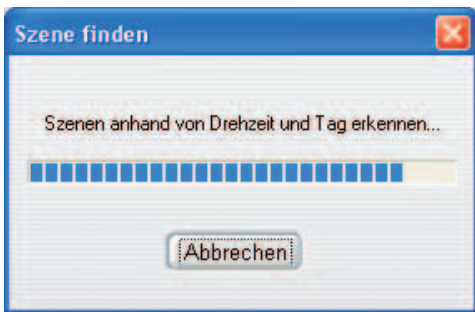 Szene finden
Szenen anhand von Drehzeit und Tag erkennen...
Abbrechen